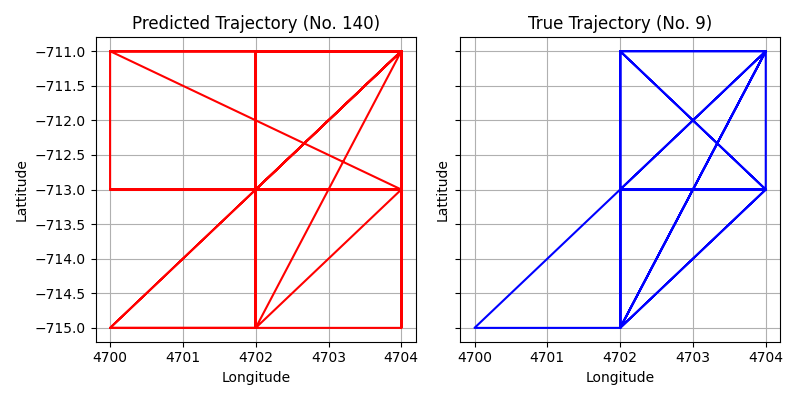 Predicted Trajectory (No. 140)
True Trajectory (No. 9)
Lattitude
−711.0
−711.5
−712.0
−712.5
−713.0
−713.5
−714.0
−714.5
−715.0
4700 4701 4702 4703 4704
Longitude
Lattitude
4700 4701 4702 4703 4704
Longitude